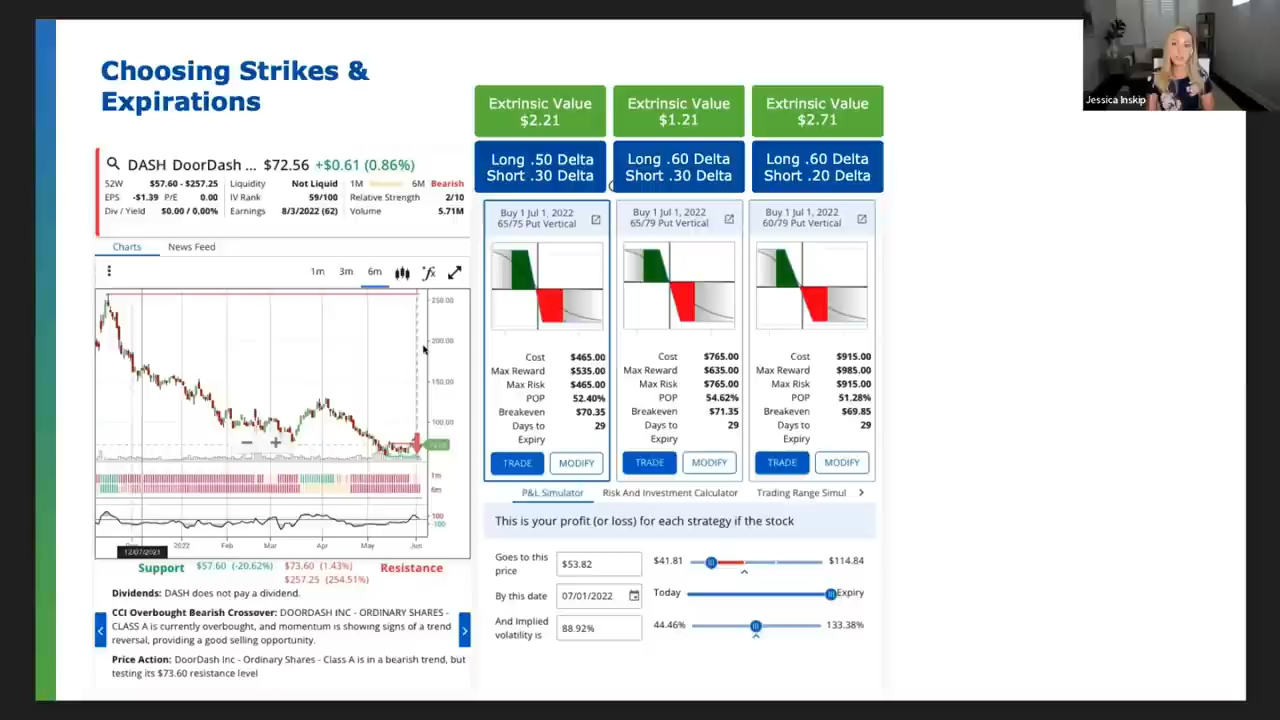 Choosing Strikes &
Expirations
Jessica Inskip
Extrinsic Value
$2.21
Extrinsic Value
$1.21
Extrinsic Value
$2.71
Long .50 Delta
Short .30 Delta
Long .60 Delta
Short .30 Delta
Long .60 Delta
Short .20 Delta
DASH DoorDash ... $72.56 +$0.61 (0.86%)
52W $57.60 - $257.25 Liquidity Not Liquid 1M 6M Bearish
EPS -$1.39 P/E 0.00 IV Rank 59/100 Relative Strength 2/10
Div / Yield $0.00 / 0.00% Earnings 8/3/2022 (62) Volume 5.71M
Charts News Feed
1m 3m 6m fx
250.00
200.00
150.00
100.00
1m
6m
100
-100
Dec 2022 Feb Mar Apr May Jun
12/07/2021
Support $57.60 (-20.62%) $73.60 (1.43%) Resistance
$257.25 (254.51%)
Dividends: DASH does not pay a dividend.
CCI Overbought Bearish Crossover: DOORDASH INC - ORDINARY SHARES -
CLASS A is currently overbought, and momentum is showing signs of a trend
reversal, providing a good selling opportunity.
Price Action: DoorDash Inc - Ordinary Shares - Class A is in a bearish trend, but
testing its $73.60 resistance level
Buy 1 Jul 1, 2022
65/75 Put Vertical
Cost $465.00
Max Reward $535.00
Max Risk $465.00
POP 52.40%
Breakeven $70.35
Days to 29
Expiry
TRADE MODIFY
Buy 1 Jul 1, 2022
65/79 Put Vertical
Cost $765.00
Max Reward $635.00
Max Risk $765.00
POP 54.62%
Breakeven $71.35
Days to 29
Expiry
TRADE MODIFY
Buy 1 Jul 1, 2022
60/79 Put Vertical
Cost $915.00
Max Reward $985.00
Max Risk $915.00
POP 51.28%
Breakeven $69.85
Days to 29
Expiry
TRADE MODIFY
P&L Simulator Risk And Investment Calculator Trading Range Simul
This is your profit (or loss) for each strategy if the stock
Goes to this
price
$53.82
$41.81 $114.84
By this date
07/01/2022
Today Expiry
And Implied
volatility is
88.92%
44.46% 133.38%